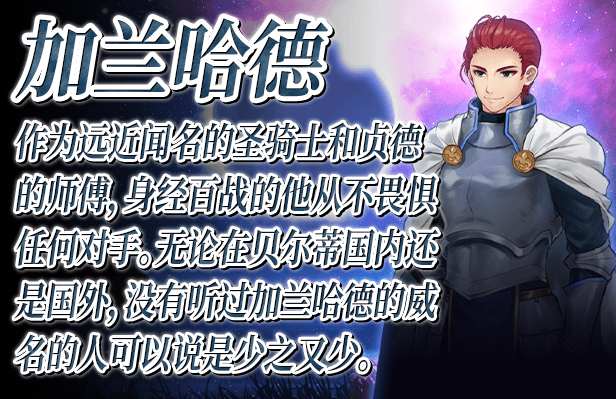 加兰哈德
作为远近闻名的圣骑士和贞德
的师傅，身经百战的他从不畏惧
任何对手。无论在贝尔蒂国内还
是国外，没有听过加兰哈德的威
名的人可以说是少之又少。